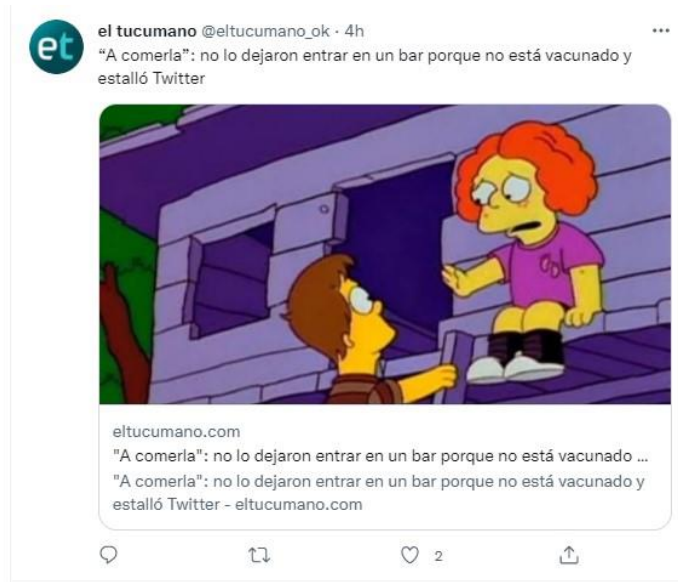 et
el tucumano @eltucumano_ok · 4h
“A comerla”: no lo dejaron entrar en un bar porque no está vacunado y
estalló Twitter
eltucumano.com
"A comerla": no lo dejaron entrar en un bar porque no está vacunado ...
"A comerla": no lo dejaron entrar en un bar porque no está vacunado y
estalló Twitter - eltucumano.com
2